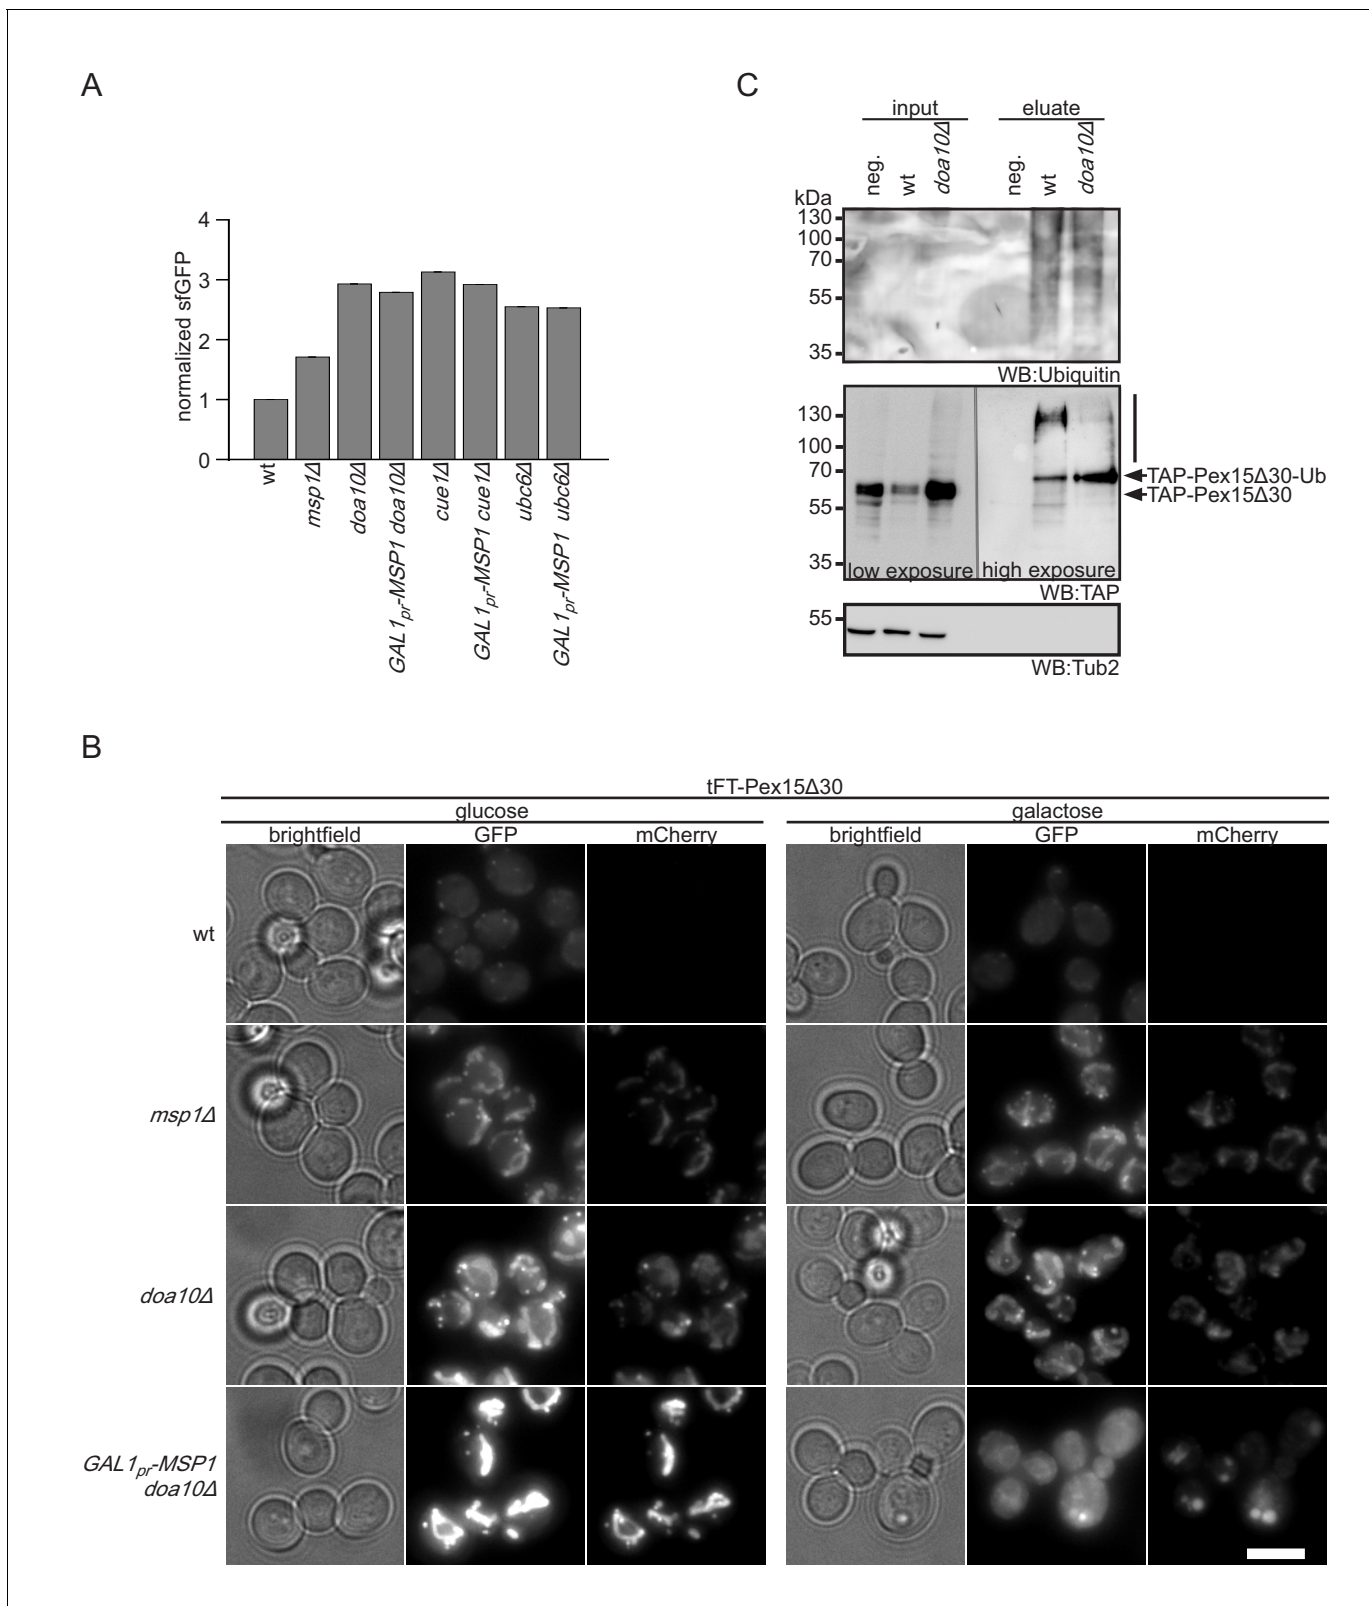 A
4
3
2
1
0
normalized sfGFP
wt
msp1Δ
doa10Δ
GAL1pr-MSP1 doa10Δ
cue1Δ
GAL1pr-MSP1 cue1Δ
ubc6Δ
GAL1pr-MSP1 ubc6Δ
C
input eluate
neg. wt doa10Δ neg. wt doa10Δ
kDa
130
100
70
55
35
WB:Ubiquitin
130
100
70
55
35
TAP-Pex15Δ30-Ub
TAP-Pex15Δ30
low exposure high exposure
WB:TAP
55
WB:Tub2
B
tFT-Pex15Δ30
glucose galactose
brightfield GFP mCherry brightfield GFP mCherry
wt
msp1Δ
doa10Δ
GAL1pr-MSP1
doa10Δ